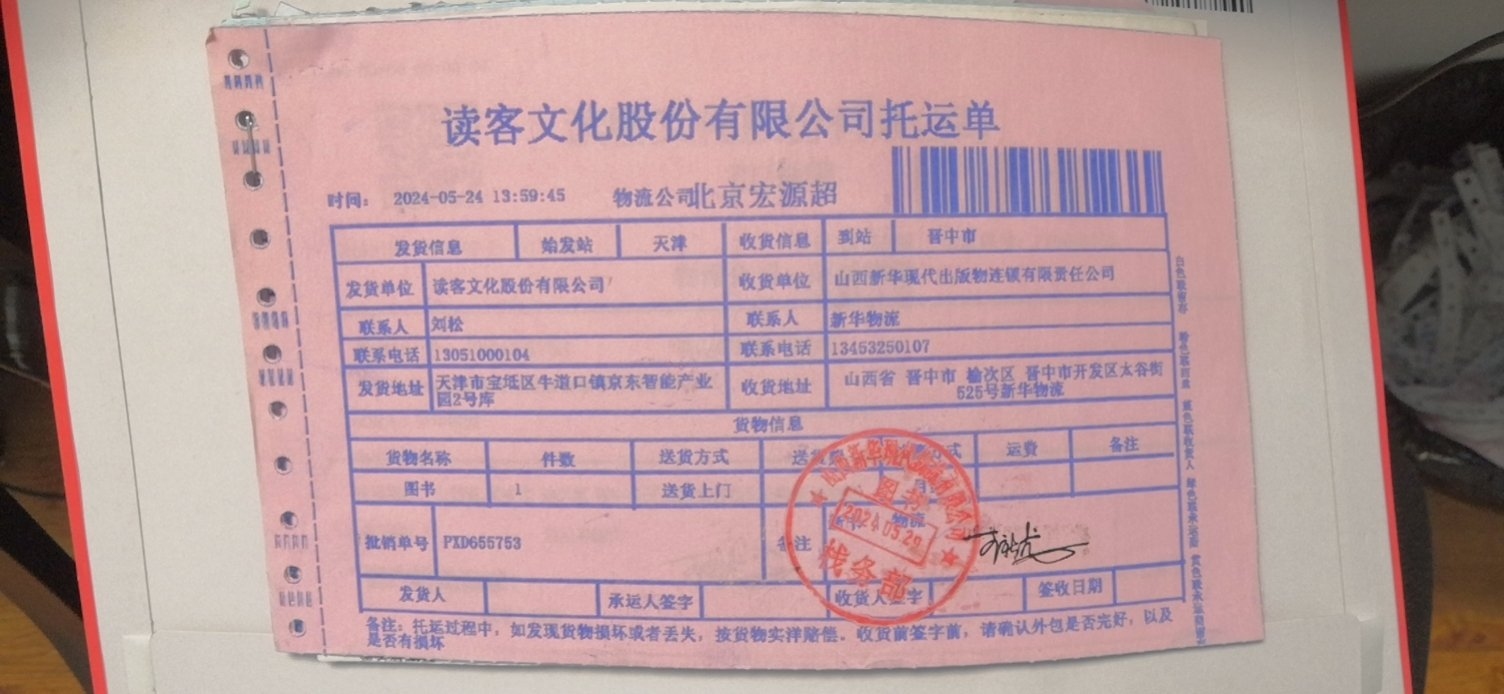 读客文化股份有限公司托运单
时间： 2024-05-24 13:59:45 物流公司北京宏源超
发货信息 始发站 天津 收货信息 到站 晋中市
发货单位 读客文化股份有限公司 收货单位 山西新华现代出版物连锁有限责任公司
联系人 刘松 联系人 新华物流
联系电话 13051000104 联系电话 13453250107
发货地址 天津市宝坻区牛道口镇京东智能产业园2号库 收货地址 山西省 晋中市 榆次区 晋中市开发区太谷街525号新华物流
货物信息
货物名称 件数 送货方式 送货 方式 运费 备注
图书 1 送货上门
批销单号 PXD655753 备注 物流
发货人 承运人签字 收货人签字 签收日期
备注：托运过程中，如发现货物损坏或者丢失，按货物实洋赔偿。收货前签字前，请确认外包是否完好，以及
是否有损坏
图书
2024.05.29
栈务部